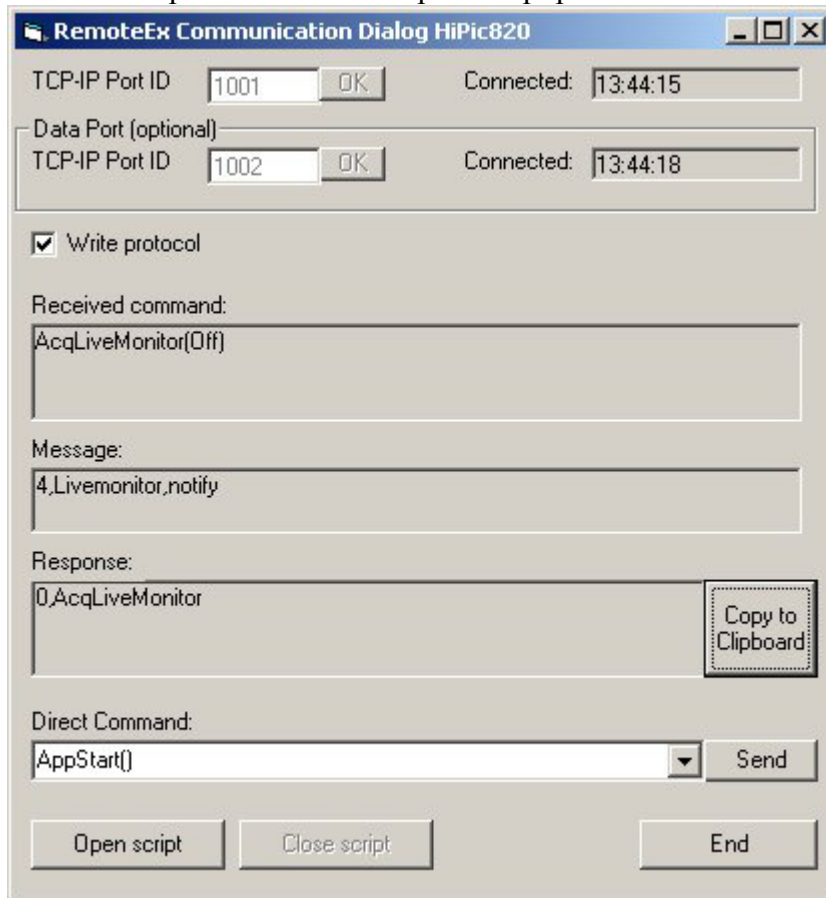 RemoteEx Communication Dialog HiPic820
TCP-IP Port ID 1001 OK Connected: 13:44:15
Data Port (optional)
TCP-IP Port ID 1002 OK Connected: 13:44:18
Write protocol
Received command:
AcqLiveMonitor(Off)
Message:
4,Livemonitor,notify
Response:
0,AcqLiveMonitor
Copy to
Clipboard
Direct Command:
AppStart()
Send
Open script Close script End